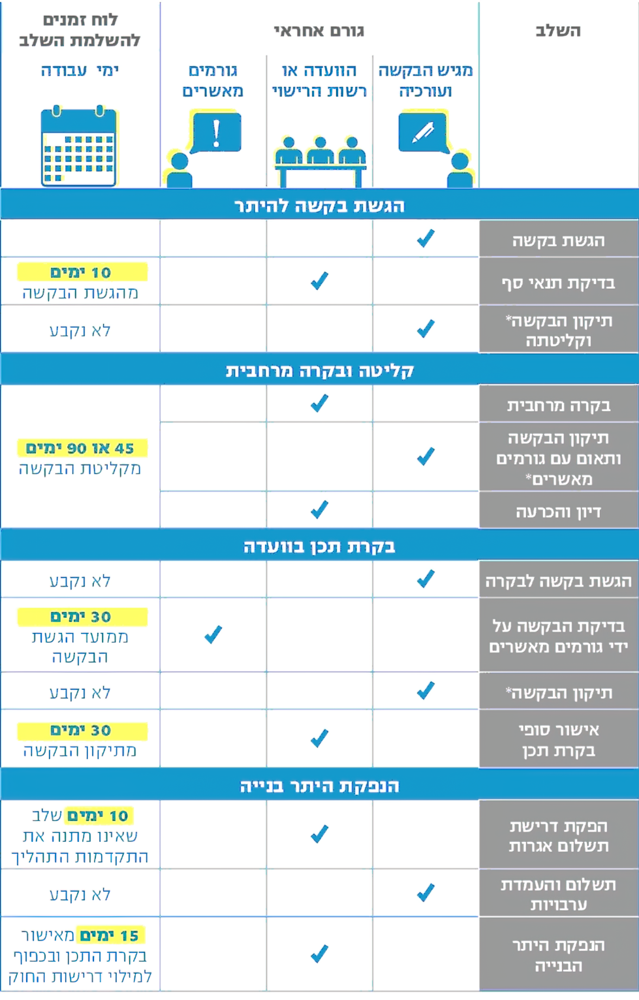 השלב
גורם אחראי
לוח זמנים
להשלמת השלב
מגיש הבקשה
ועורכיה
הוועדה או
רשות הרישוי
גורמים
מאשרים
ימי עבודה
הגשת בקשה להיתר
הגשת בקשה
בדיקת תנאי סף
10 ימים
מהגשת הבקשה
תיקון הבקשה*
וקליטתה
לא נקבע
קליטה ובקרה מרחבית
בקרה מרחבית
תיקון הבקשה
ותאום עם גורמים
מאשרים*
דיון והכרעה
45 או 90 ימים
מקליטת הבקשה
בקרת תכן בוועדה
הגשת בקשה לבקרה
לא נקבע
בדיקת הבקשה על
ידי גורמים מאשרים
30 ימים
ממועד הגשת
הבקשה
תיקון הבקשה*
לא נקבע
אישור סופי
בקרת תכן
30 ימים
מתיקון הבקשה
הנפקת היתר בנייה
הפקת דרישת
תשלום אגרות
10 ימים שלב
שאינו מתנה את
התקדמות התהליך
תשלום והעמדת
ערבויות
לא נקבע
הנפקת היתר
הבנייה
15 ימים מאישור
בקרת התכן ובכפוף
למילוי דרישות החוק